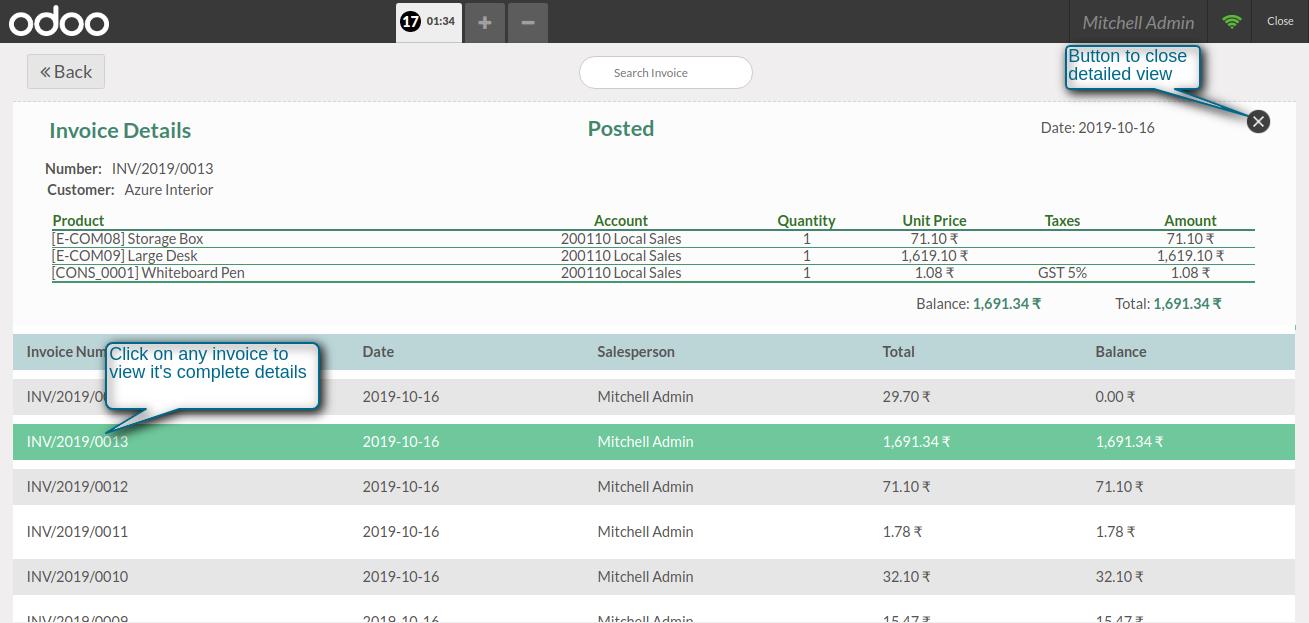 odoo 17 01:34 + − Mitchell Admin Close
« Back Search Invoice
Button to close
detailed view
Invoice Details Posted Date: 2019-10-16
Number: INV/2019/0013
Customer: Azure Interior
Product Account Quantity Unit Price Taxes Amount
[E-COM08] Storage Box 200110 Local Sales 1 71.10 ₹ 71.10 ₹
[E-COM09] Large Desk 200110 Local Sales 1 1,619.10 ₹ 1,619.10 ₹
[CONS_0001] Whiteboard Pen 200110 Local Sales 1 1.08 ₹ GST 5% 1.08 ₹
Balance: 1,691.34 ₹ Total: 1,691.34 ₹
Invoice Num Date Salesperson Total Balance
Click on any invoice to
view it's complete details
INV/2019/00 2019-10-16 Mitchell Admin 29.70 ₹ 0.00 ₹
INV/2019/0013 2019-10-16 Mitchell Admin 1,691.34 ₹ 1,691.34 ₹
INV/2019/0012 2019-10-16 Mitchell Admin 71.10 ₹ 71.10 ₹
INV/2019/0011 2019-10-16 Mitchell Admin 1.78 ₹ 1.78 ₹
INV/2019/0010 2019-10-16 Mitchell Admin 32.10 ₹ 32.10 ₹
INV/2019/0009 2019-10-16 Mitchell Admin 15.47 ₹ 15.47 ₹